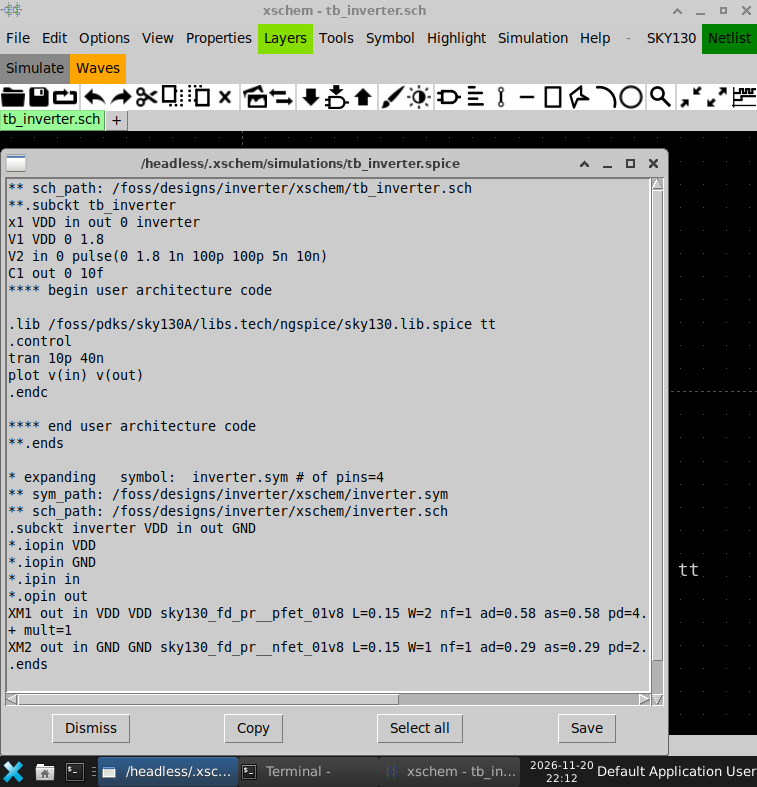 xschem - tb_inverter.sch
File Edit Options View Properties Layers Tools Symbol Highlight Simulation Help - SKY130 Netlist
Simulate Waves
tb_inverter.sch +
/headless/.xschem/simulations/tb_inverter.spice
** sch_path: /foss/designs/inverter/xschem/tb_inverter.sch
**.subckt tb_inverter
x1 VDD in out 0 inverter
V1 VDD 0 1.8
V2 in 0 pulse(0 1.8 1n 100p 100p 5n 10n)
C1 out 0 10f
**** begin user architecture code
.lib /foss/pdks/sky130A/libs.tech/ngspice/sky130.lib.spice tt
.control
tran 10p 40n
plot v(in) v(out)
.endc
**** end user architecture code
**.ends
* expanding   symbol:  inverter.sym # of pins=4
** sym_path: /foss/designs/inverter/xschem/inverter.sym
** sch_path: /foss/designs/inverter/xschem/inverter.sch
.subckt inverter VDD in out GND
*.iopin VDD
*.iopin GND
*.ipin in
*.opin out
XM1 out in VDD VDD sky130_fd_pr__pfet_01v8 L=0.15 W=2 nf=1 ad=0.58 as=0.58 pd=4.
+ mult=1
XM2 out in GND GND sky130_fd_pr__nfet_01v8 L=0.15 W=1 nf=1 ad=0.29 as=0.29 pd=2.
.ends
tt
Dismiss Copy Select all Save
/headless/.xsc... Terminal - xschem - tb_in... 2026-11-20 Default Application User
22:12